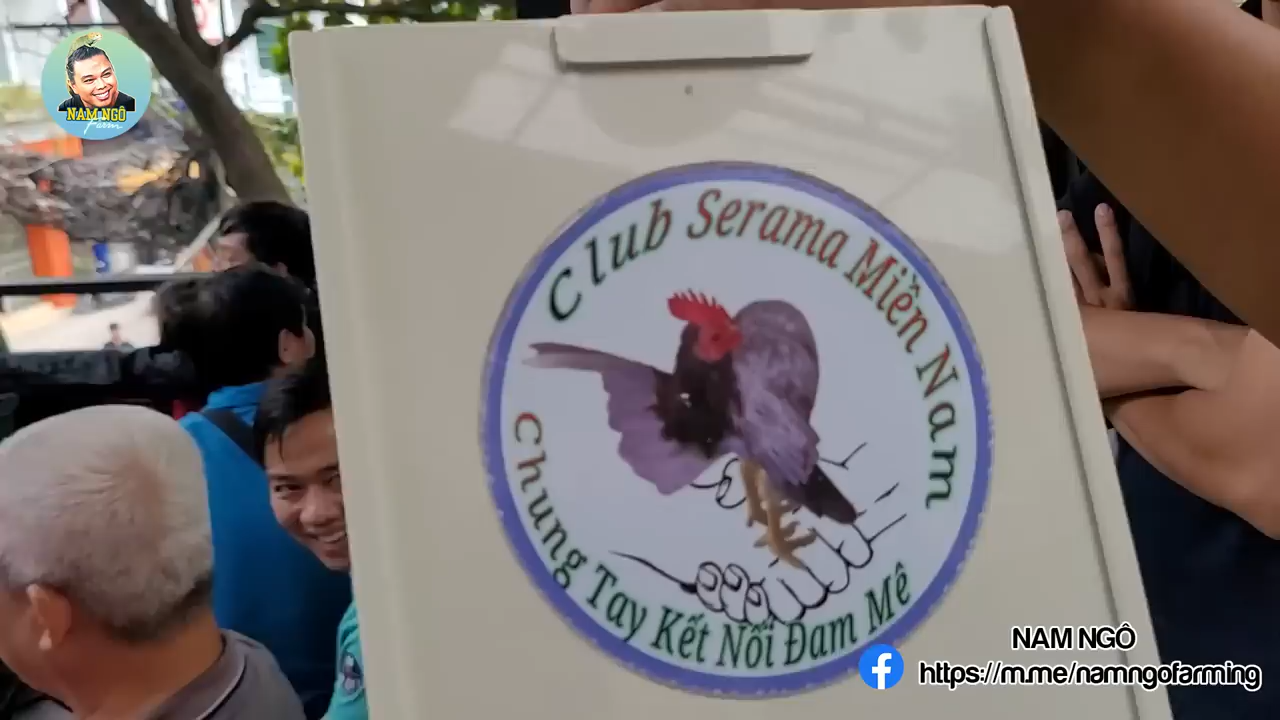 NAM NGÔ
Farm
Club Serama Miền Nam
Chung Tay Kết Nối Đam Mê
NAM NGÔ
https://m.me/namngofarming